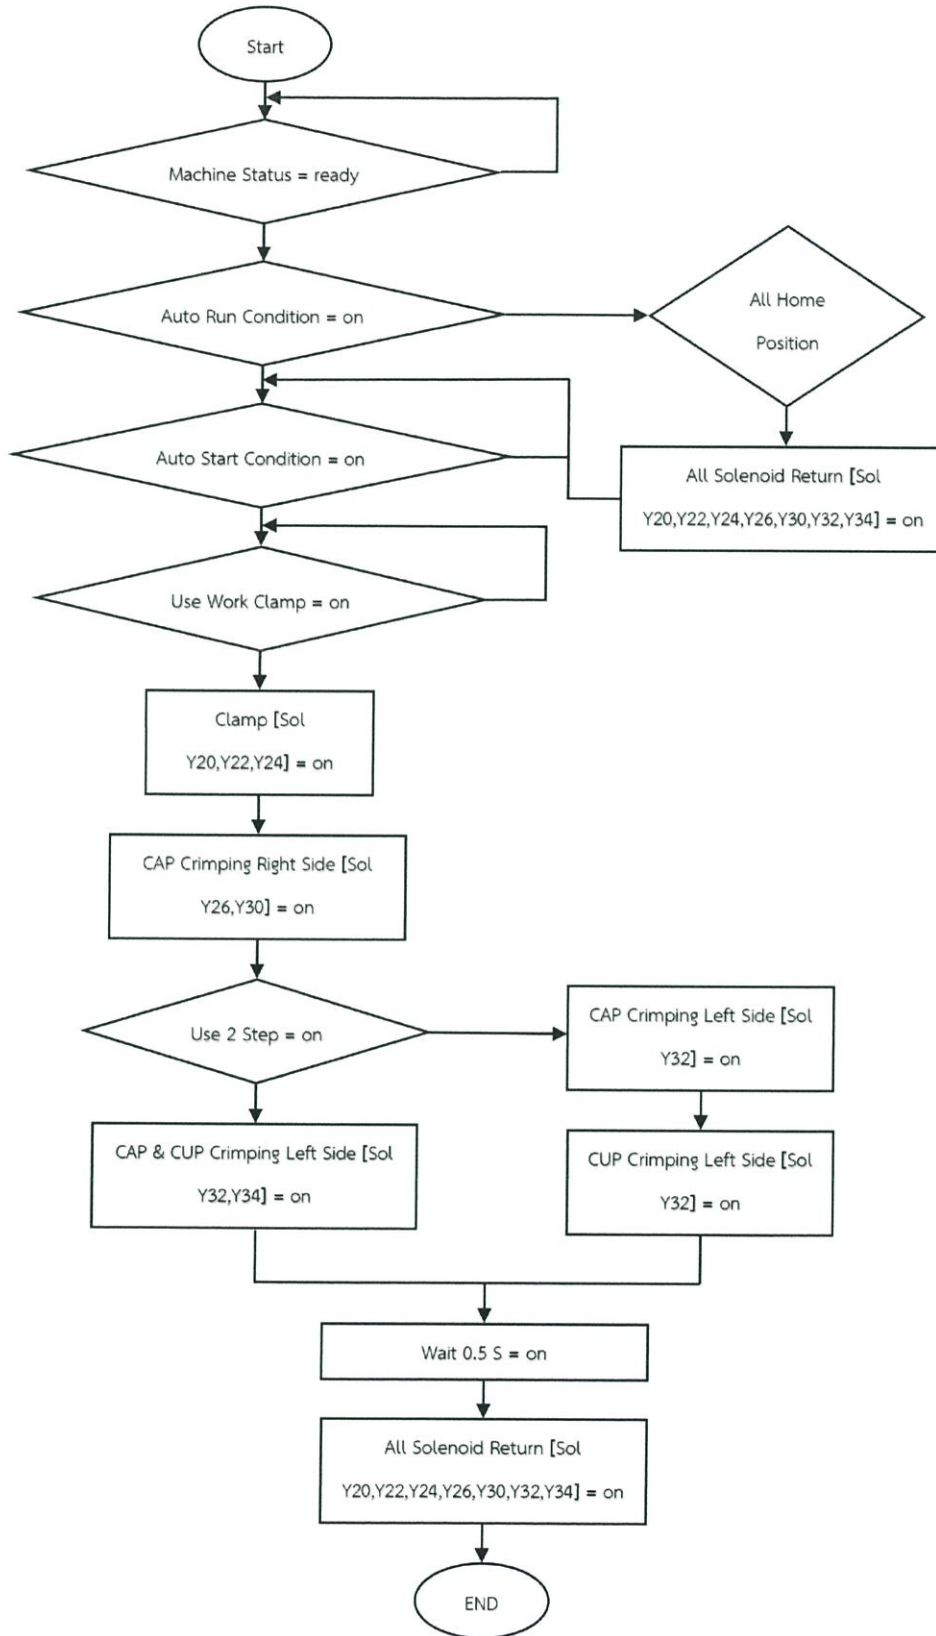 Start
Machine Status = ready
Auto Run Condition = on
All Home
Position
Auto Start Condition = on
All Solenoid Return [Sol
Y20,Y22,Y24,Y26,Y30,Y32,Y34] = on
Use Work Clamp = on
Clamp [Sol
Y20,Y22,Y24] = on
CAP Crimping Right Side [Sol
Y26,Y30] = on
Use 2 Step = on
CAP Crimping Left Side [Sol
Y32] = on
CAP & CUP Crimping Left Side [Sol
Y32,Y34] = on
CUP Crimping Left Side [Sol
Y32] = on
Wait 0.5 S = on
All Solenoid Return [Sol
Y20,Y22,Y24,Y26,Y30,Y32,Y34] = on
END